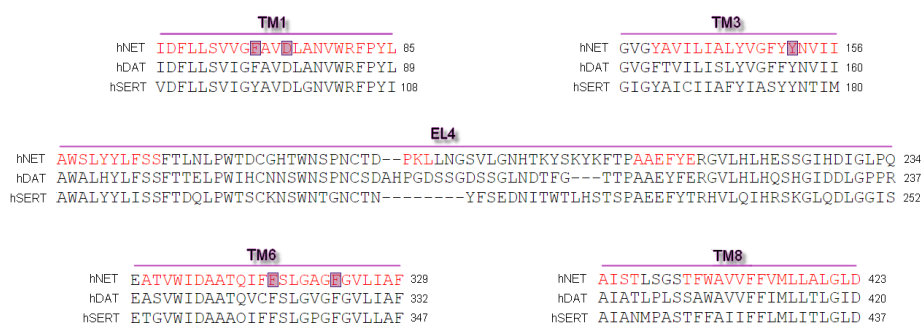 TM1
hNET IDFLLSVVGFAVDLANVWRFPYL 85
hDAT IDFLLSVIGFAVDLANVWRFPYL 89
hSERT VDFLLSVIGYAVDLGNVWRFPYI 108
TM3
hNET GVGYAVILIALYVGFYYNVII 156
hDAT GVGFTVILISLYVGFFYNVII 160
hSERT GIGYAICIIAFYIASYYNTIM 180
EL4
hNET AWSLYYLFSSFTLNLPWTDCGHTWNSPNCTD--PKLLNGSVLGNHTKYSKYKFTPAAEFYERGVLHLHESSGIHDIGLPQ 234
hDAT AWALHYLFSSFTTELPWIHCNNSWNSPNCSDAHPGDSSGDSSGLNDTFG---TTPAAEYFERGVLHLHQSHGIDDLGPPR 237
hSERT AWALYYLISSFTDQLPWTSCKNSWNTGNCTN--------YFSEDNITWTLHSTSPAEEFYTRHVLQIHRSKGLQDLGGIS 252
TM6
hNET EATVWIDAATQIFFSLGAGFGVLIAF 329
hDAT EASVWIDAATQVCFSLGVGFGVLIAF 332
hSERT ETGVWIDAAAQIFFSLGPGFGVLLAF 347
TM8
hNET AISTLSGSTFWAVVFFVMLLALGLD 423
hDAT AIATLPLSSAWAVVFFIMLLTLGID 420
hSERT AIANMPASTFFAIIFFLMLLTLGLD 437